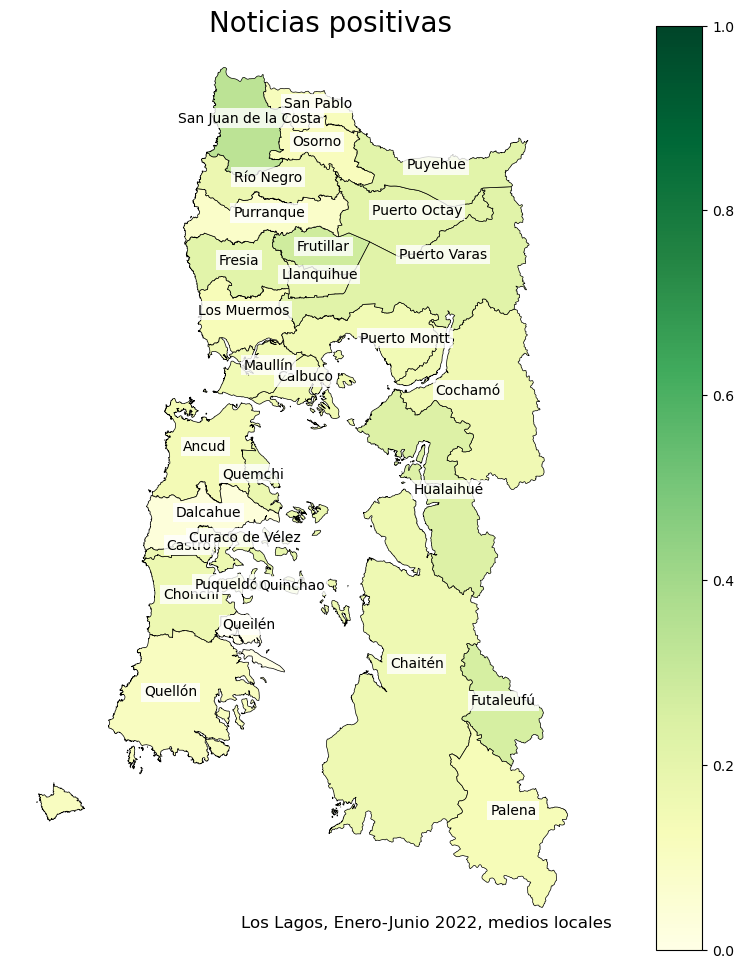 Noticias positivas
1.0
San Pablo
San Juan de la Costa
Osorno
Puyehue
Río Negro
0.8
Purranque
Puerto Octay
Frutillar
Puerto Varas
Fresia
Llanquihue
Los Muermos
Puerto Montt
Maullín
Calbuco
Cochamó
0.6
Ancud
Quemchi
Hualaihué
Dalcahue
Curaco de Vélez
Castro
0.4
Puqueldó
Quinchao
Chonchi
Queilén
Chaitén
Quellón
Futaleufú
0.2
Palena
Los Lagos, Enero-Junio 2022, medios locales
0.0